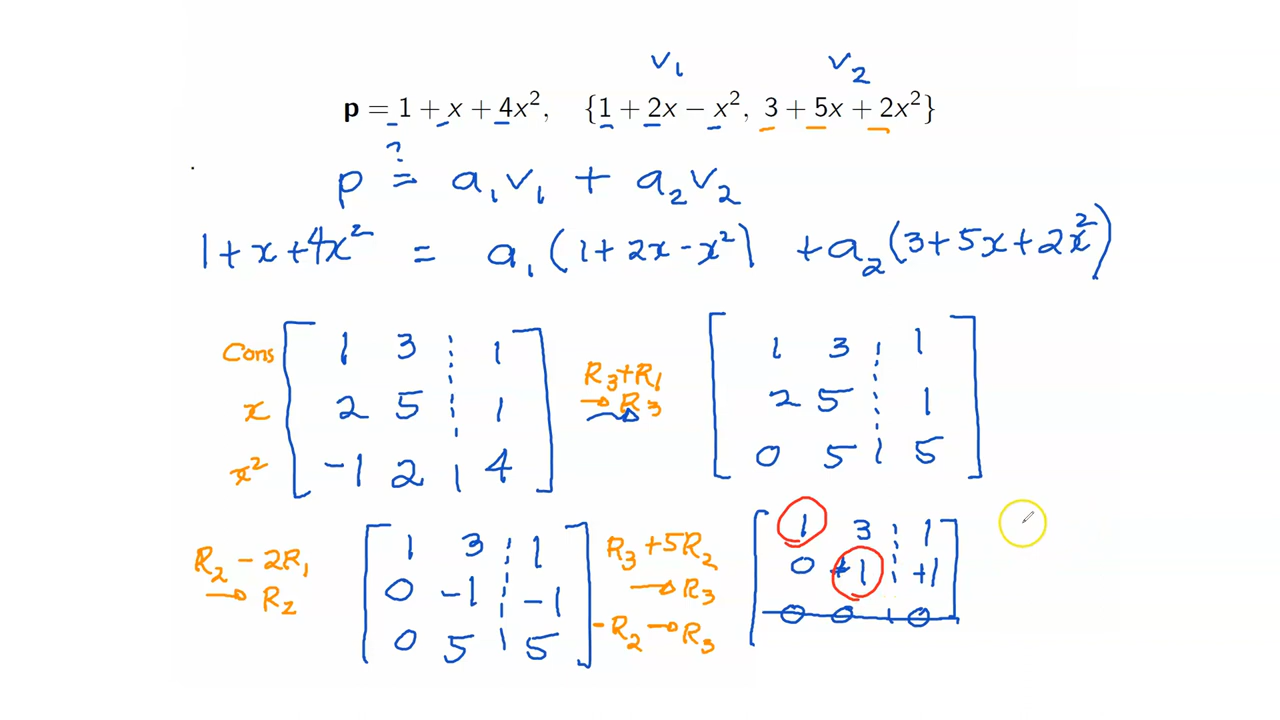 v₁ v₂
p = 1 + x + 4x², {1 + 2x − x², 3 + 5x + 2x²}
?
p = a₁v₁ + a₂v₂
1+x+4x² = a₁(1+2x-x²) + a₂(3+5x+2x²)
Cons 1 3 ¦ 1
x 2 5 ¦ 1
x² -1 2 ¦ 4
R₃+R₁
→ R₃
1 3 ¦ 1
2 5 ¦ 1
0 5 ¦ 5
R₂ - 2R₁
→ R₂
1 3 ¦ 1
0 -1 ¦ -1
0 5 ¦ 5
R₃ +5R₂
→ R₃
-R₂ → R₃
1 3 ¦ 1
0 +1 ¦ +1
0 0 ¦ 0